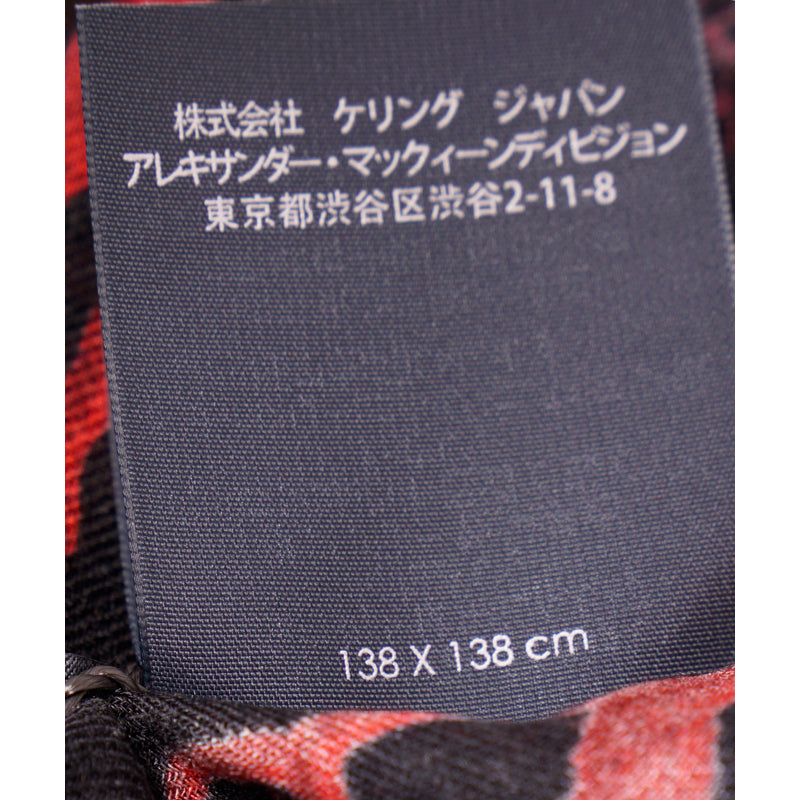 株式会社 ケリング ジャパン
アレキサンダー・マックィーンディビジョン
東京都渋谷区渋谷2-11-8
138 X 138 cm